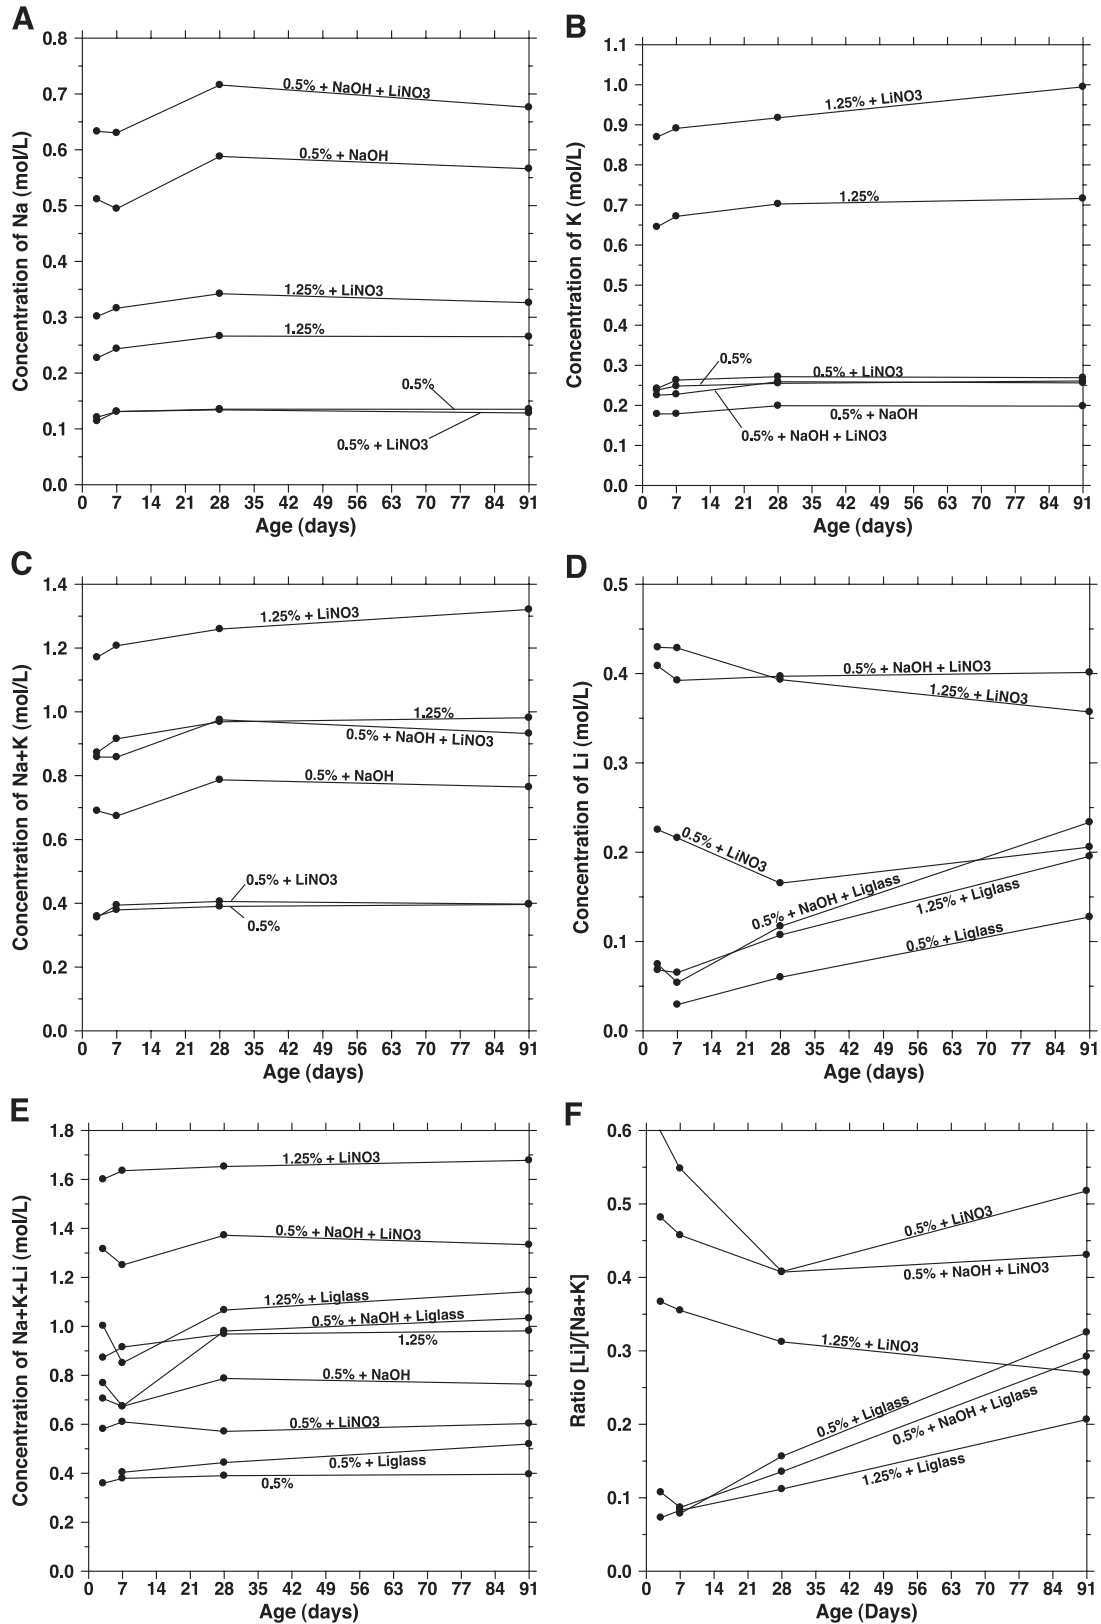 A
Concentration of Na (mol/L)
0.8
0.7
0.6
0.5
0.4
0.3
0.2
0.1
0.0
0.5% + NaOH + LiNO3
0.5% + NaOH
1.25% + LiNO3
1.25%
0.5%
0.5% + LiNO3
0 7 14 21 28 35 42 49 56 63 70 77 84 91
Age (days)
B
Concentration of K (mol/L)
1.1
1.0
0.9
0.8
0.7
0.6
0.5
0.4
0.3
0.2
0.1
0.0
1.25% + LiNO3
1.25%
0.5%
0.5% + LiNO3
0.5% + NaOH
0.5% + NaOH + LiNO3
0 7 14 21 28 35 42 49 56 63 70 77 84 91
Age (days)
C
Concentration of Na+K (mol/L)
1.4
1.2
1.0
0.8
0.6
0.4
0.2
0.0
1.25% + LiNO3
1.25%
0.5% + NaOH + LiNO3
0.5% + NaOH
0.5% + LiNO3
0.5%
0 7 14 21 28 35 42 49 56 63 70 77 84 91
Age (days)
D
Concentration of Li (mol/L)
0.5
0.4
0.3
0.2
0.1
0.0
0.5% + NaOH + LiNO3
1.25% + LiNO3
0.5% + LiNO3
0.5% + NaOH + Liglass
1.25% + Liglass
0.5% + Liglass
0 7 14 21 28 35 42 49 56 63 70 77 84 91
Age (days)
E
Concentration of Na+K+Li (mol/L)
1.8
1.6
1.4
1.2
1.0
0.8
0.6
0.4
0.2
0.0
1.25% + LiNO3
0.5% + NaOH + LiNO3
1.25% + Liglass
0.5% + NaOH + Liglass
1.25%
0.5% + NaOH
0.5% + LiNO3
0.5% + Liglass
0.5%
0 7 14 21 28 35 42 49 56 63 70 77 84 91
Age (days)
F
Ratio [Li]/[Na+K]
0.6
0.5
0.4
0.3
0.2
0.1
0.0
0.5% + LiNO3
0.5% + NaOH + LiNO3
1.25% + LiNO3
0.5% + Liglass
0.5% + NaOH + Liglass
1.25% + Liglass
0 7 14 21 28 35 42 49 56 63 70 77 84 91
Age (Days)